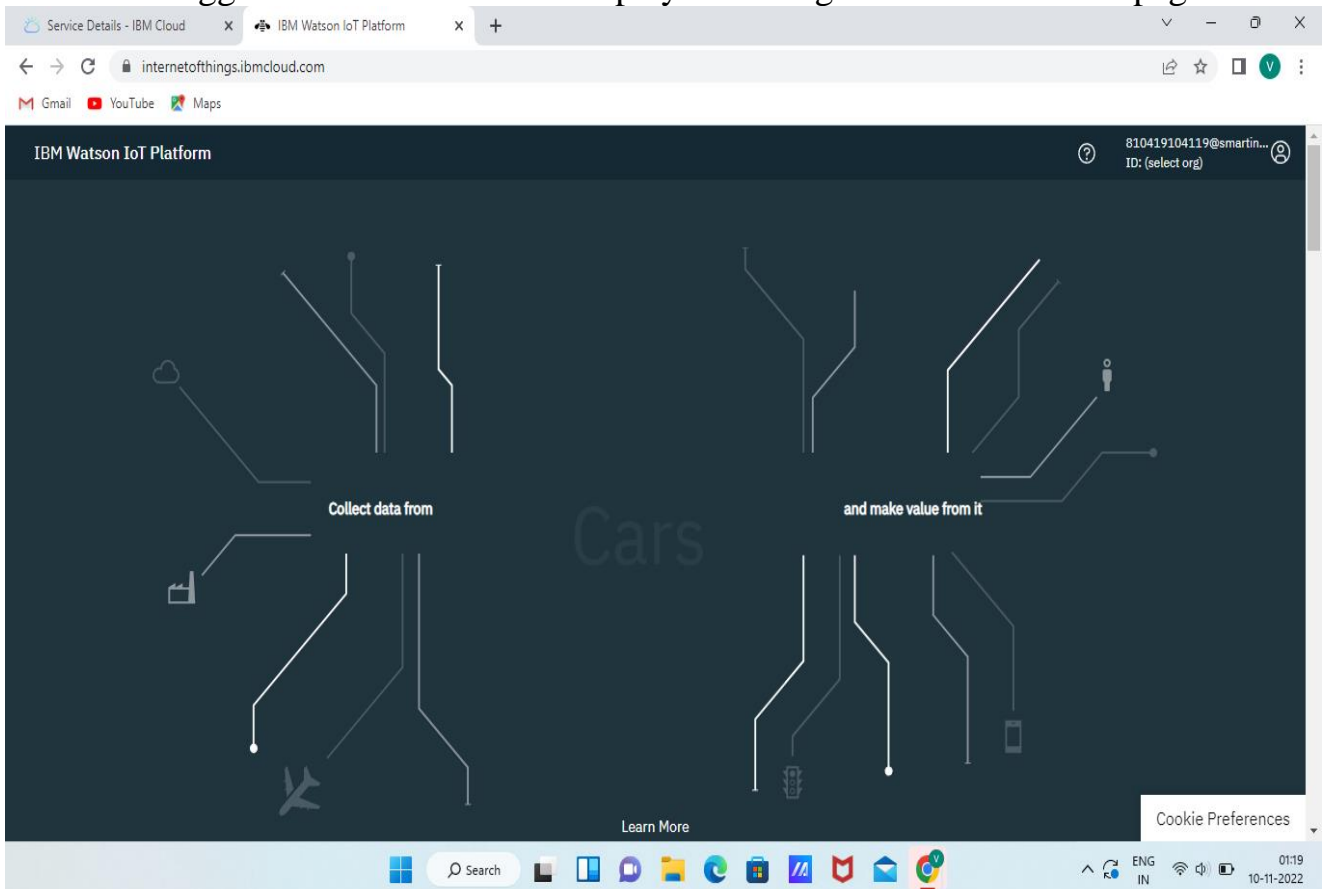 Service Details - IBM Cloud
IBM Watson IoT Platform
internetofthings.ibmcloud.com
V
Gmail
YouTube
Maps
IBM Watson IoT Platform
810419104119@smartin...
ID: (select org)
Collect data from
Cars
and make value from it
Learn More
Cookie Preferences
Search
V
ENG
IN
01:19
10-11-2022